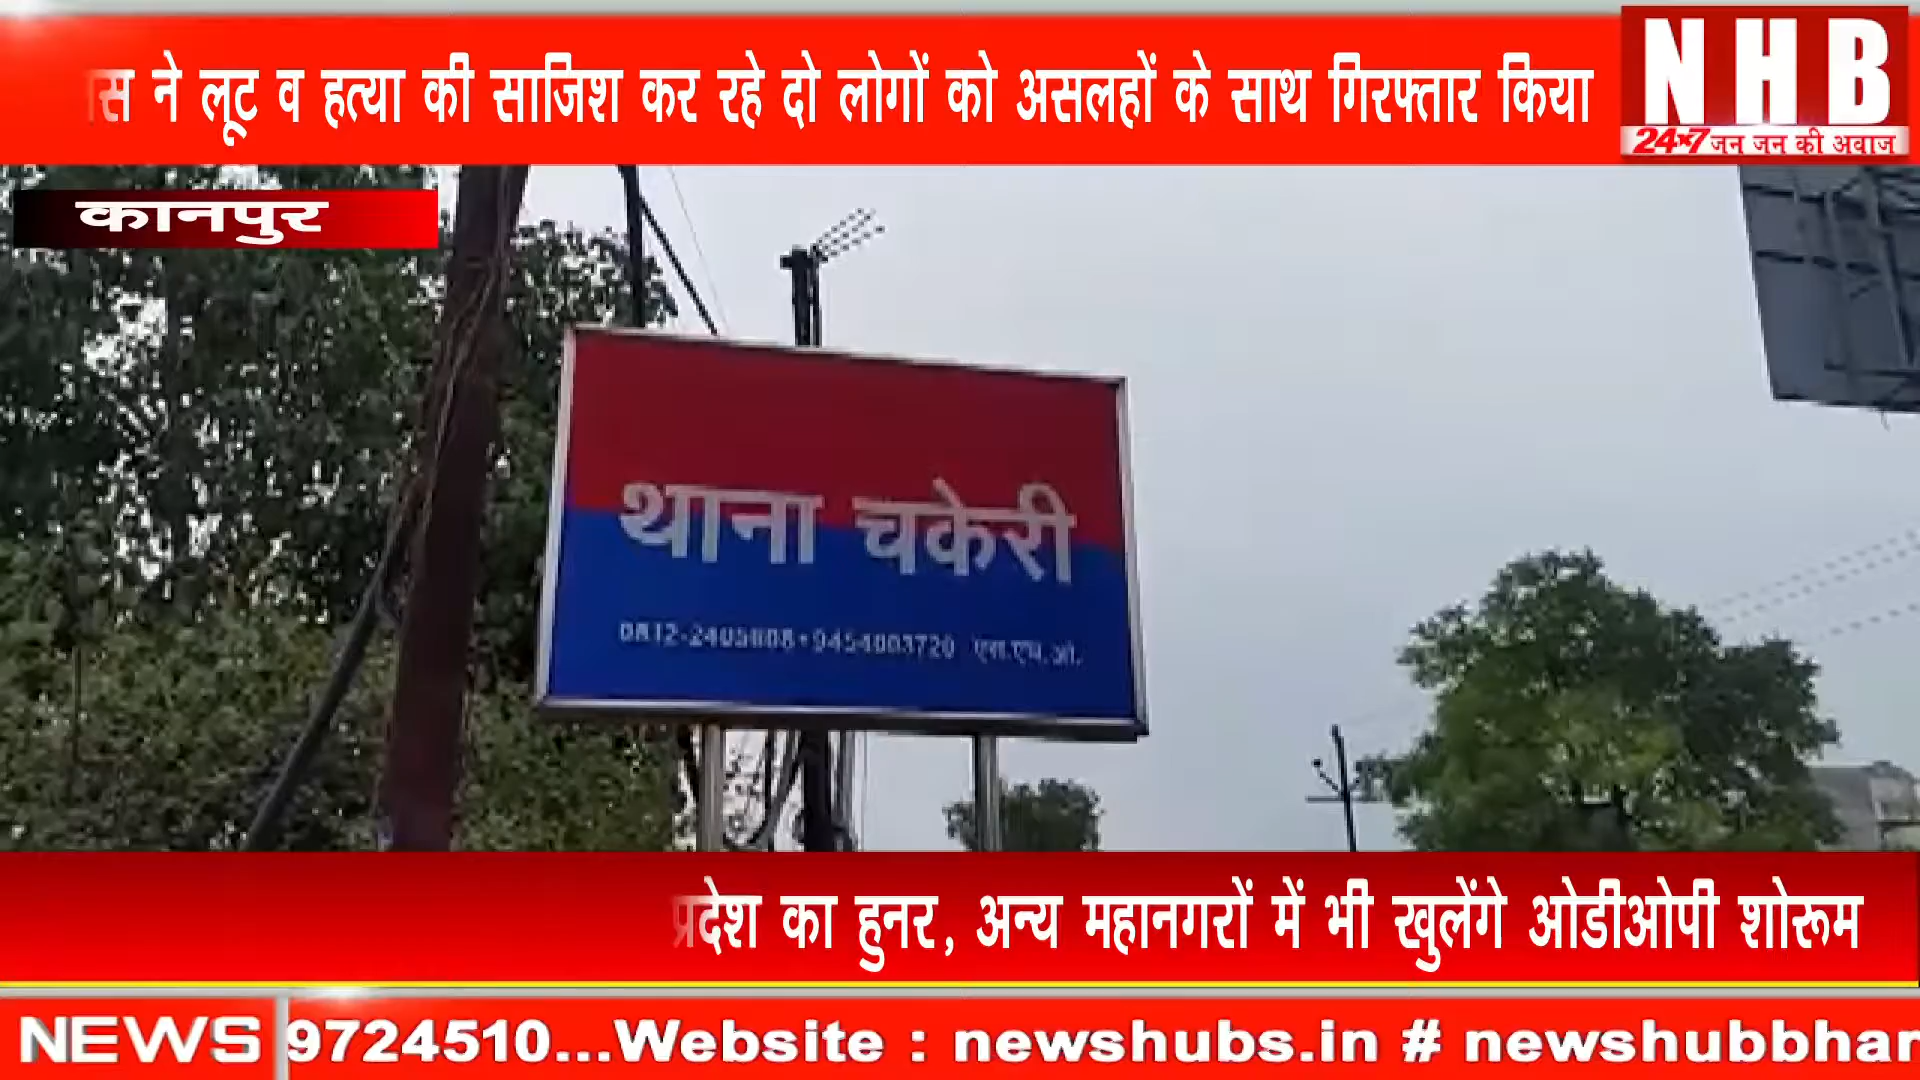 ने लूट व हत्या की साजिश कर रहे दो लोगों को असलहों के साथ गिरफ्तार किया
NHB
24x7 जन जन की अवाज
कानपुर
थाना चकेरी
एस.एच.ओ.
प्रदेश का हुनर, अन्य महानगरों में भी खुलेंगे ओडीओपी शोरूम
NEWS 9724510...Website : newshubs.in # newshubbhar